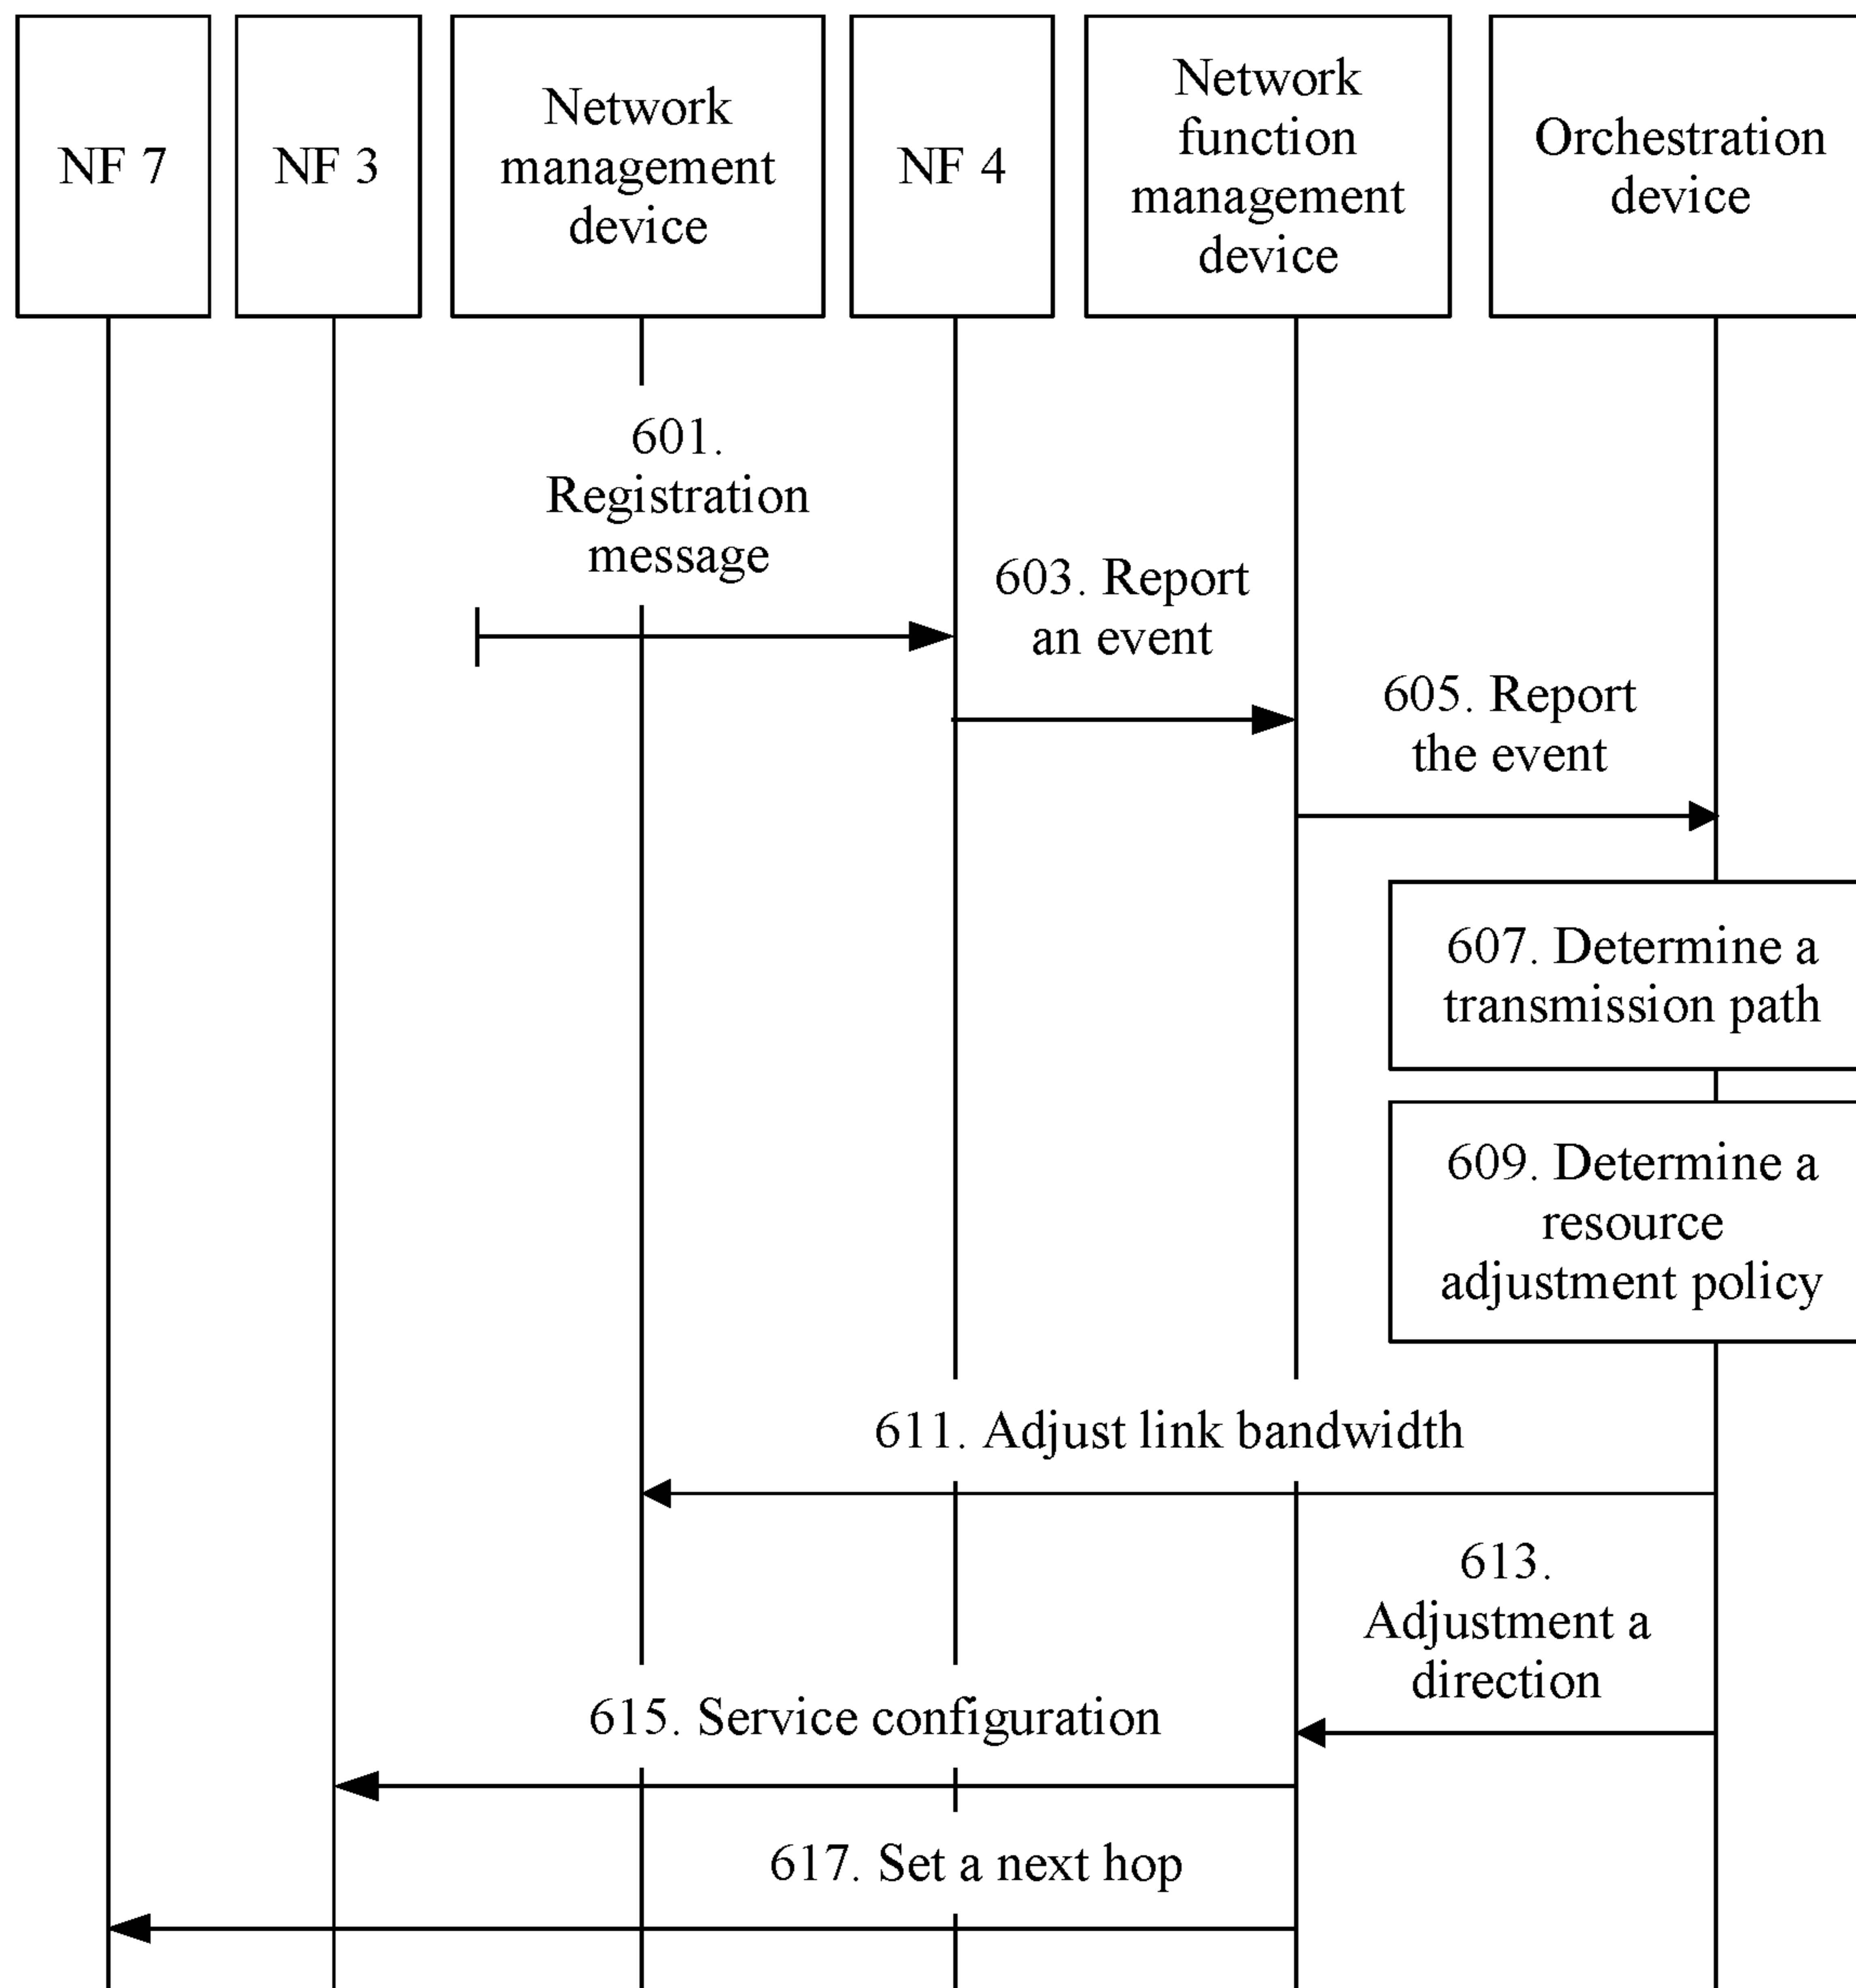 NF 7
NF 3
Network
management
device
NF 4
Network
function
management
device
Orchestration
device
601.
Registration
message
603. Report
an event
605. Report
the event
607. Determine a
transmission path
609. Determine a
resource
adjustment policy
611. Adjust link bandwidth
613.
Adjustment a
direction
615. Service configuration
617. Set a next hop